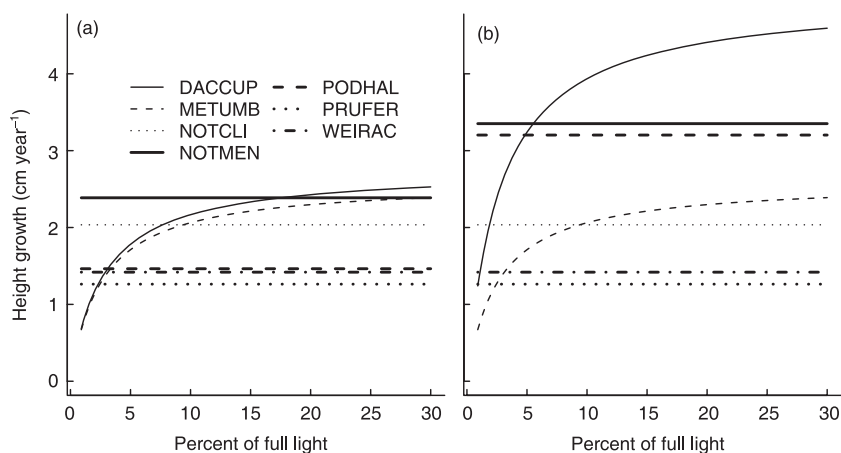 (a)
(b)
DACCUP
METUMB
NOTCLI
NOTMEN
PODHAL
PRUFER
WEIRAC
Height growth (cm year⁻¹)
4
3
2
1
0
0 5 10 15 20 25 30
0 5 10 15 20 25 30
Percent of full light
Percent of full light